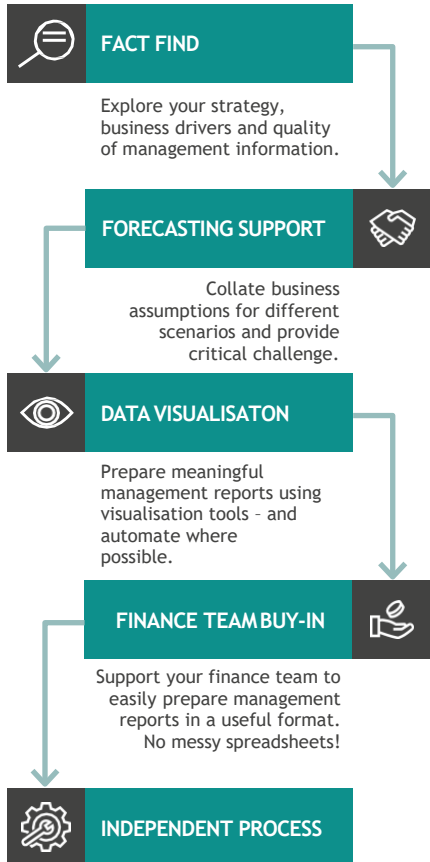 FACT FIND
Explore your strategy,
business drivers and quality
of management information.
FORECASTING SUPPORT
Collate business
assumptions for different
scenarios and provide
critical challenge.
DATA VISUALISATON
Prepare meaningful
management reports using
visualisation tools – and
automate where
possible.
FINANCE TEAM BUY-IN
Support your finance team to
easily prepare management
reports in a useful format.
No messy spreadsheets!
INDEPENDENT PROCESS